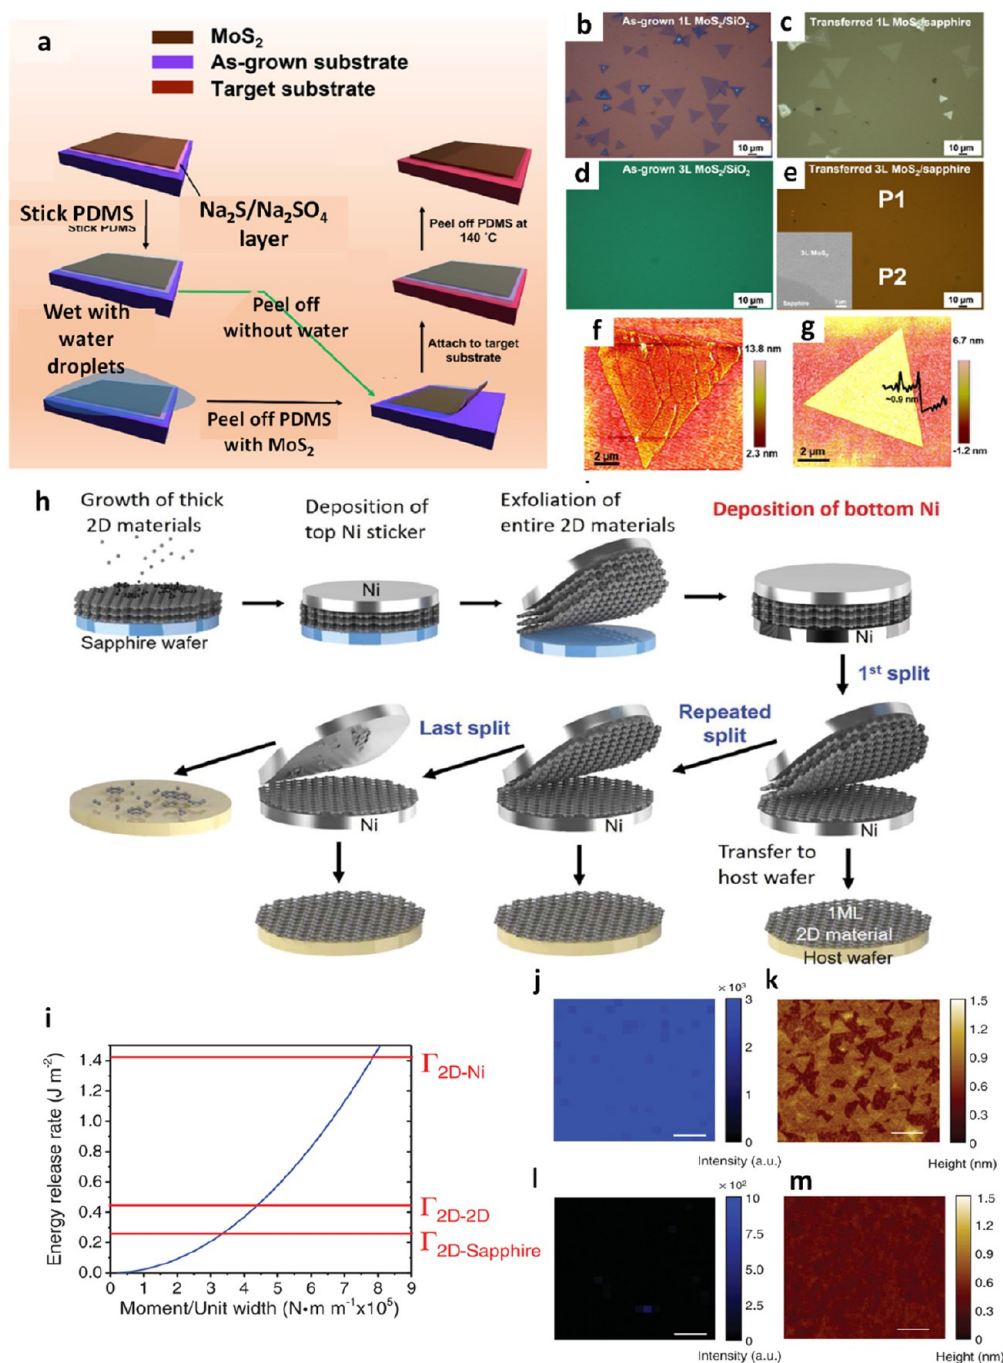 a
MoS2
As-grown substrate
Target substrate
Stick PDMS
Stick PDMS
Na2S/Na2SO4
layer
Peel off PDMS at
140 °C
Wet with
water
droplets
Peel off
without water
Attach to target
substrate
Peel off PDMS
with MoS2
b
As-grown 1L MoS2/SiO2
10 µm
c
Transferred 1L MoS2/sapphire
10 µm
d
As-grown 3L MoS2/SiO2
10 µm
e
Transferred 3L MoS2/sapphire
P1
P2
3L MoS2
Sapphire
10 µm
f
13.8 nm
2.3 nm
2 µm
g
6.7 nm
-1.2 nm
~0.9 nm
2 µm
h
Growth of thick
2D materials
Sapphire wafer
Deposition of
top Ni sticker
Ni
Exfoliation of
entire 2D materials
Deposition of bottom Ni
Ni
1st split
Repeated
split
Last split
Ni
Ni
Ni
Transfer to
host wafer
1ML
2D material
Host wafer
i
Energy release rate (J m-2)
1.4
1.2
1.0
0.8
0.6
0.4
0.2
0.0
0 1 2 3 4 5 6 7 8 9
Moment/Unit width (N•m m-1x105)
Γ2D-Ni
Γ2D-2D
Γ2D-Sapphire
j
× 103
3
2
1
0
Intensity (a.u.)
k
1.5
1.2
0.9
0.6
0.3
0
Height (nm)
l
× 102
10
7.5
5.0
2.5
0
Intensity (a.u.)
m
1.5
1.2
0.9
0.6
0.3
0
Height (nm)